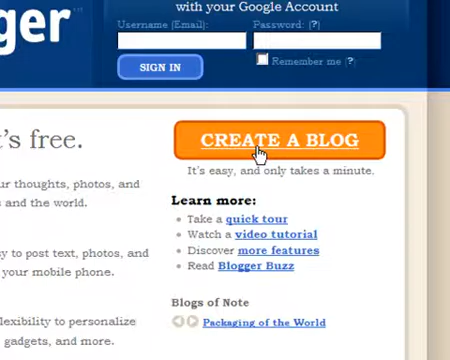 with your Google Account
ger
Username (Email):
Password: (?)
SIGN IN
Remember me (?)
t's free.
CREATE A BLOG
It's easy, and only takes a minute.
ur thoughts, photos, and
s and the world.
Learn more:
Take a quick tour
Watch a video tutorial
Discover more features
Read Blogger Buzz
y to post text, photos, and
your mobile phone.
Blogs of Note
Packaging of the World
lexibility to personalize
gadgets, and more.